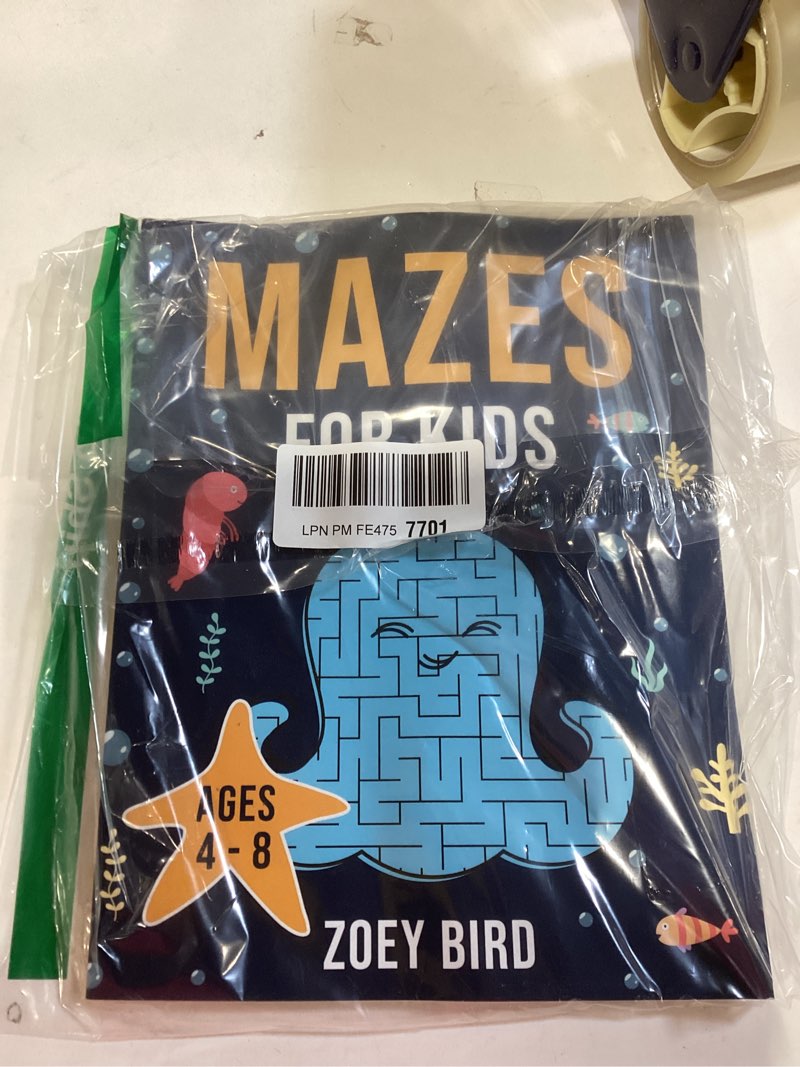 MAZES
FOR KIDS
LPN PM FE475 7701
AGES
4 - 8
ZOEY BIRD